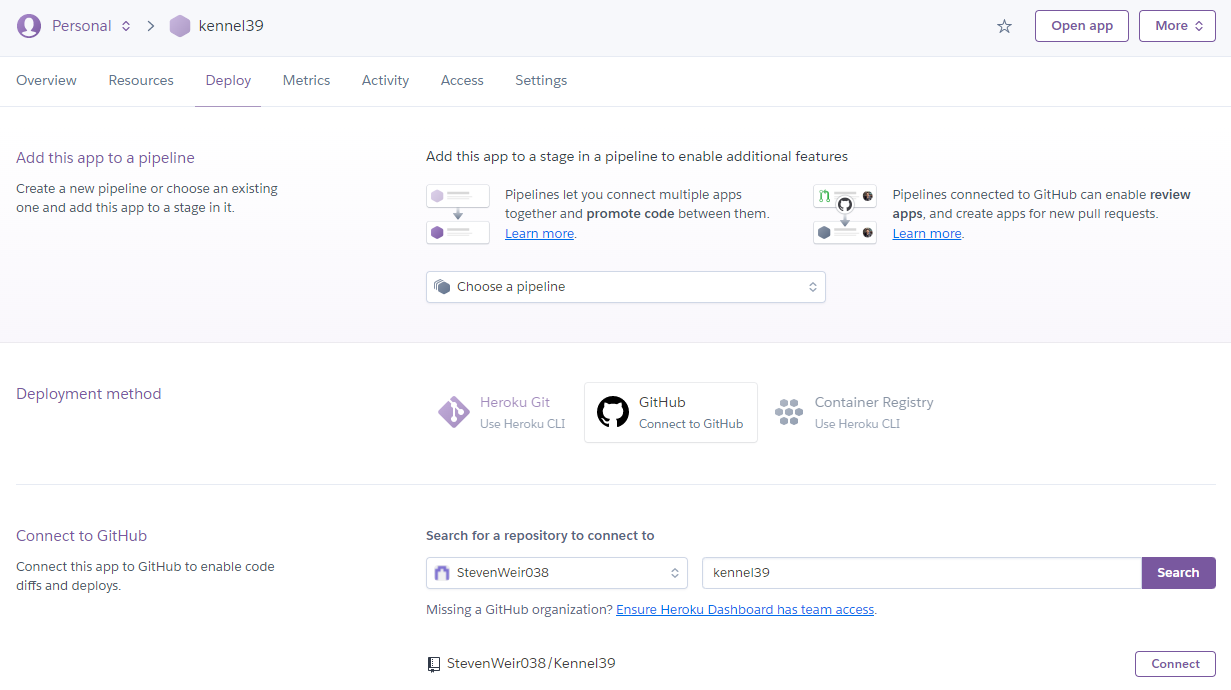 Personal
kennel39
Open app
More
Overview
Resources
Deploy
Metrics
Activity
Access
Settings
Add this app to a pipeline
Create a new pipeline or choose an existing
one and add this app to a stage in it.
Add this app to a stage in a pipeline to enable additional features
Pipelines let you connect multiple apps
together and promote code between them.
Learn more.
Pipelines connected to GitHub can enable review
apps, and create apps for new pull requests.
Learn more.
Choose a pipeline
Deployment method
Heroku Git
Use Heroku CLI
GitHub
Connect to GitHub
Container Registry
Use Heroku CLI
Connect to GitHub
Connect this app to GitHub to enable code
diffs and deploys.
Search for a repository to connect to
StevenWeir038
kennel39
Search
Missing a GitHub organization? Ensure Heroku Dashboard has team access.
StevenWeir038/Kennel39
Connect